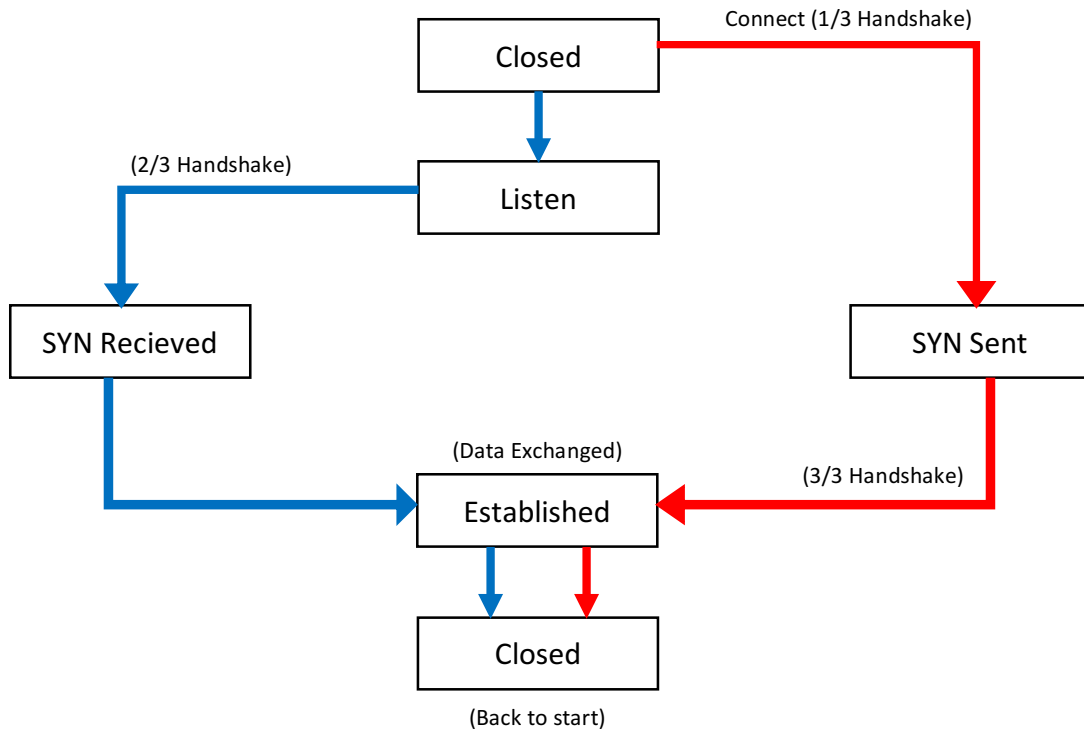 Connect (1/3 Handshake)
Closed
(2/3 Handshake)
Listen
SYN Recieved
SYN Sent
(Data Exchanged)
(3/3 Handshake)
Established
Closed
(Back to start)